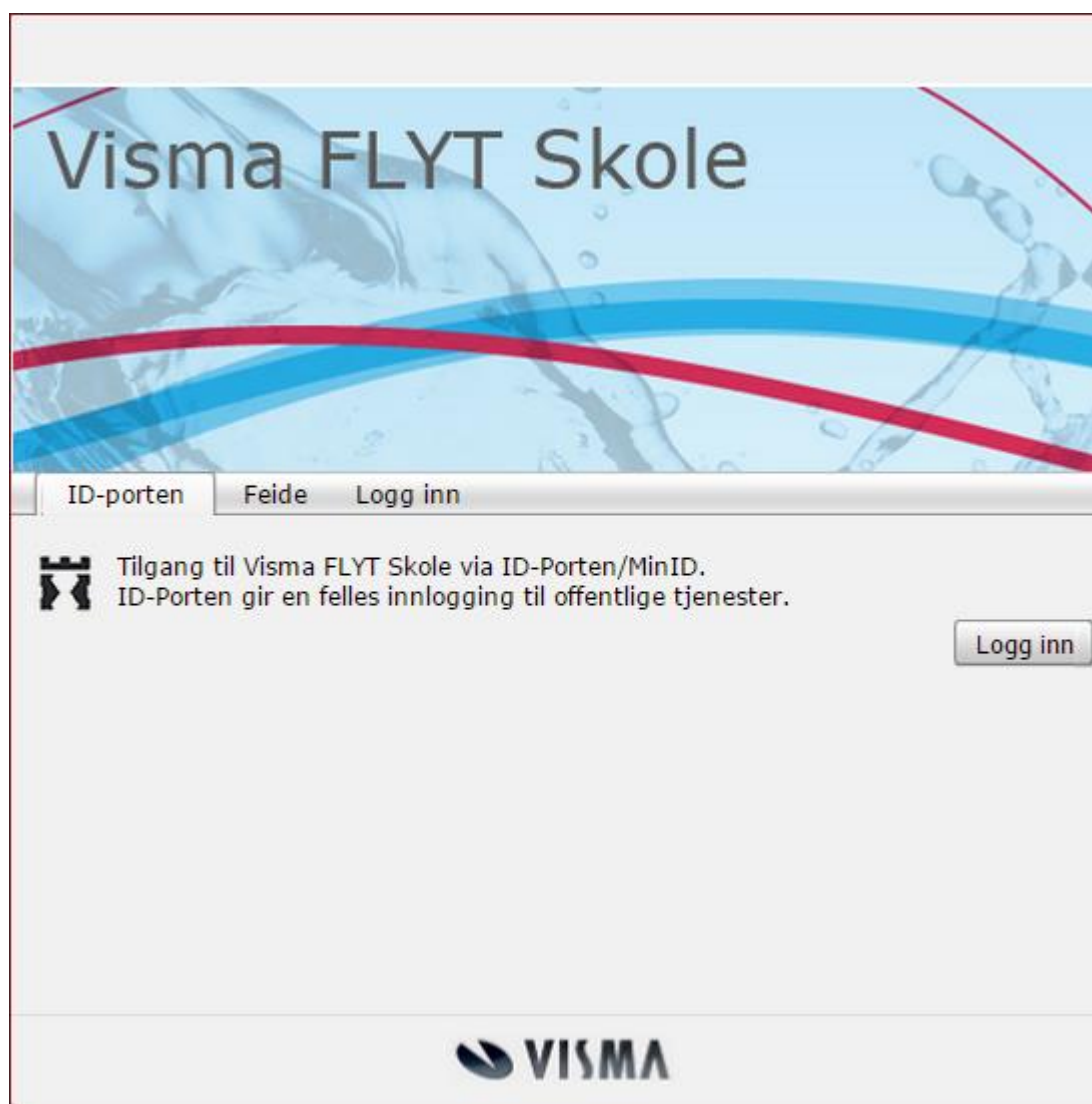 Visma FLYT Skole
ID-porten Feide Logg inn
Tilgang til Visma FLYT Skole via ID-Porten/MinID.
ID-Porten gir en felles innlogging til offentlige tjenester.
Logg inn
VISMA